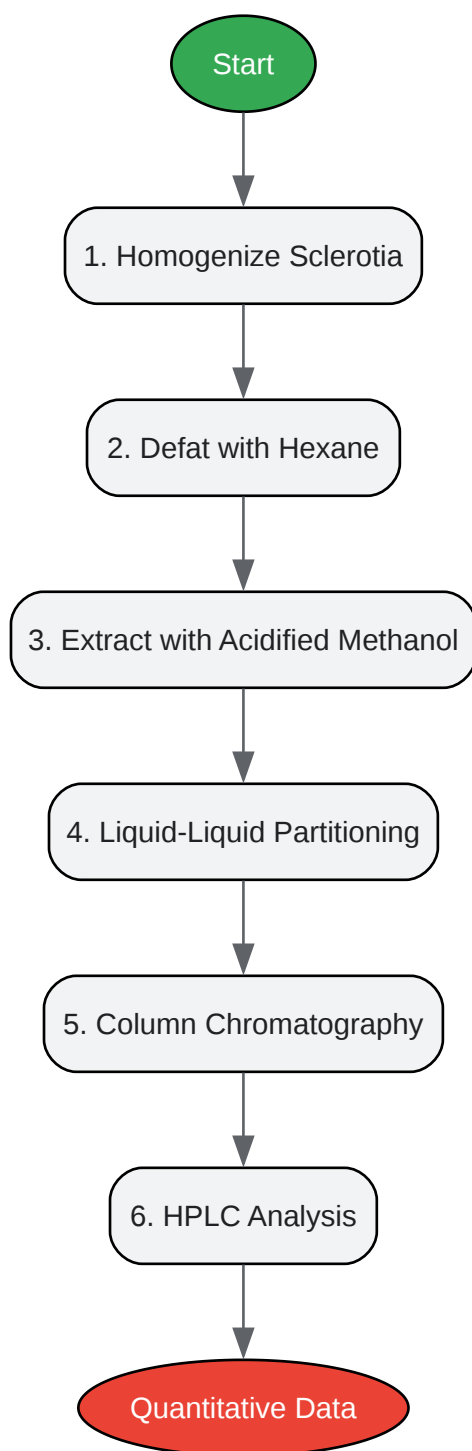 Start
1. Homogenize Sclerotia
2. Defat with Hexane
3. Extract with Acidified Methanol
4. Liquid-Liquid Partitioning
5. Column Chromatography
6. HPLC Analysis
Quantitative Data